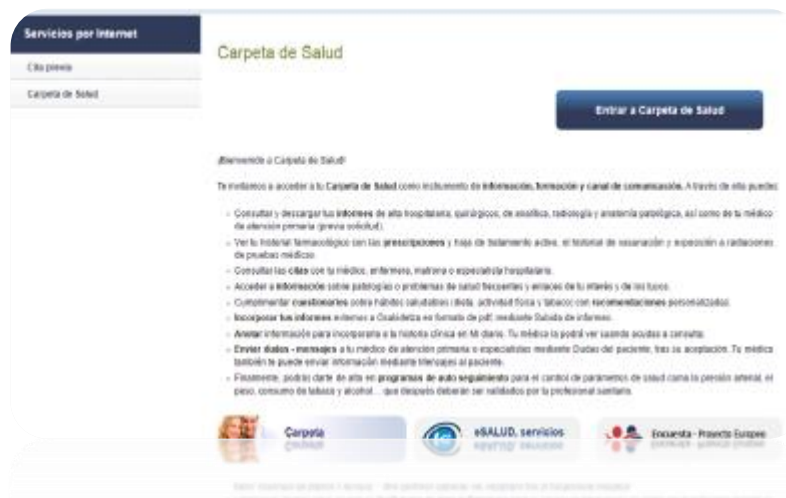 Servicios por Internet
Cita previa
Carpeta de Salud
Carpeta de Salud
Entrar a Carpeta de Salud
¡Bienvenido a Carpeta de Salud!
Te invitamos a acceder a tu Carpeta de Salud como instrumento de información, formación y canal de comunicación. A través de ella puedes:
Consultar y descargar tus informes de alta hospitalaria, quirúrgicos, de analítica, radiología y anatomía patológica, así como de tu médico
de atención primaria (previa solicitud).
Ver tu historial farmacológico con las prescripciones y hoja de tratamiento activa, el historial de vacunación y exposición a radiaciones
de pruebas médicas.
Consultar las citas con tu médico, enfermera, matrona o especialista hospitalario.
Acceder a información sobre patologías o problemas de salud frecuentes y enlaces de tu interés y de los tuyos.
Cumplimentar cuestionarios sobre hábitos saludables (dieta, actividad física y tabaco) con recomendaciones personalizadas.
Incorporar tus informes externos a Osakidetza en formato de pdf, mediante Subida de informes.
Anotar información para incorporarla a tu historia clínica en Mi diario. Tu médico la podrá ver cuando acudas a consulta.
Enviar dudas - mensajes a tu médico de atención primaria o especialistas mediante Dudas del paciente, tras su aceptación. Tu médico
también te puede enviar información mediante Mensajes al paciente.
Finalmente, podrás darte de alta en programas de auto seguimiento para el control de parámetros de salud como la presión arterial, el
peso, consumo de tabaco y alcohol... que después deberán ser validados por tu profesional sanitario.
Carpeta
eSALUD, servicios
Encuesta - Proyecto Europeo